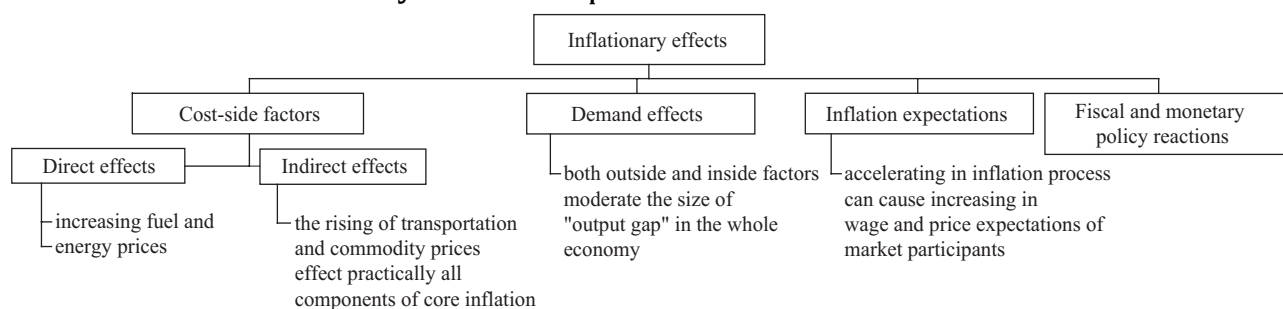 Inflationary effects
Cost-side factors
Demand effects
Inflation expectations
Fiscal and monetary
policy reactions
Direct effects
Indirect effects
increasing fuel and
energy prices
the rising of transportation
and commodity prices
effect practically all
components of core inflation
both outside and inside factors
moderate the size of
"output gap" in the whole
economy
accelerating in inflation process
can cause increasing in
wage and price expectations of
market participants